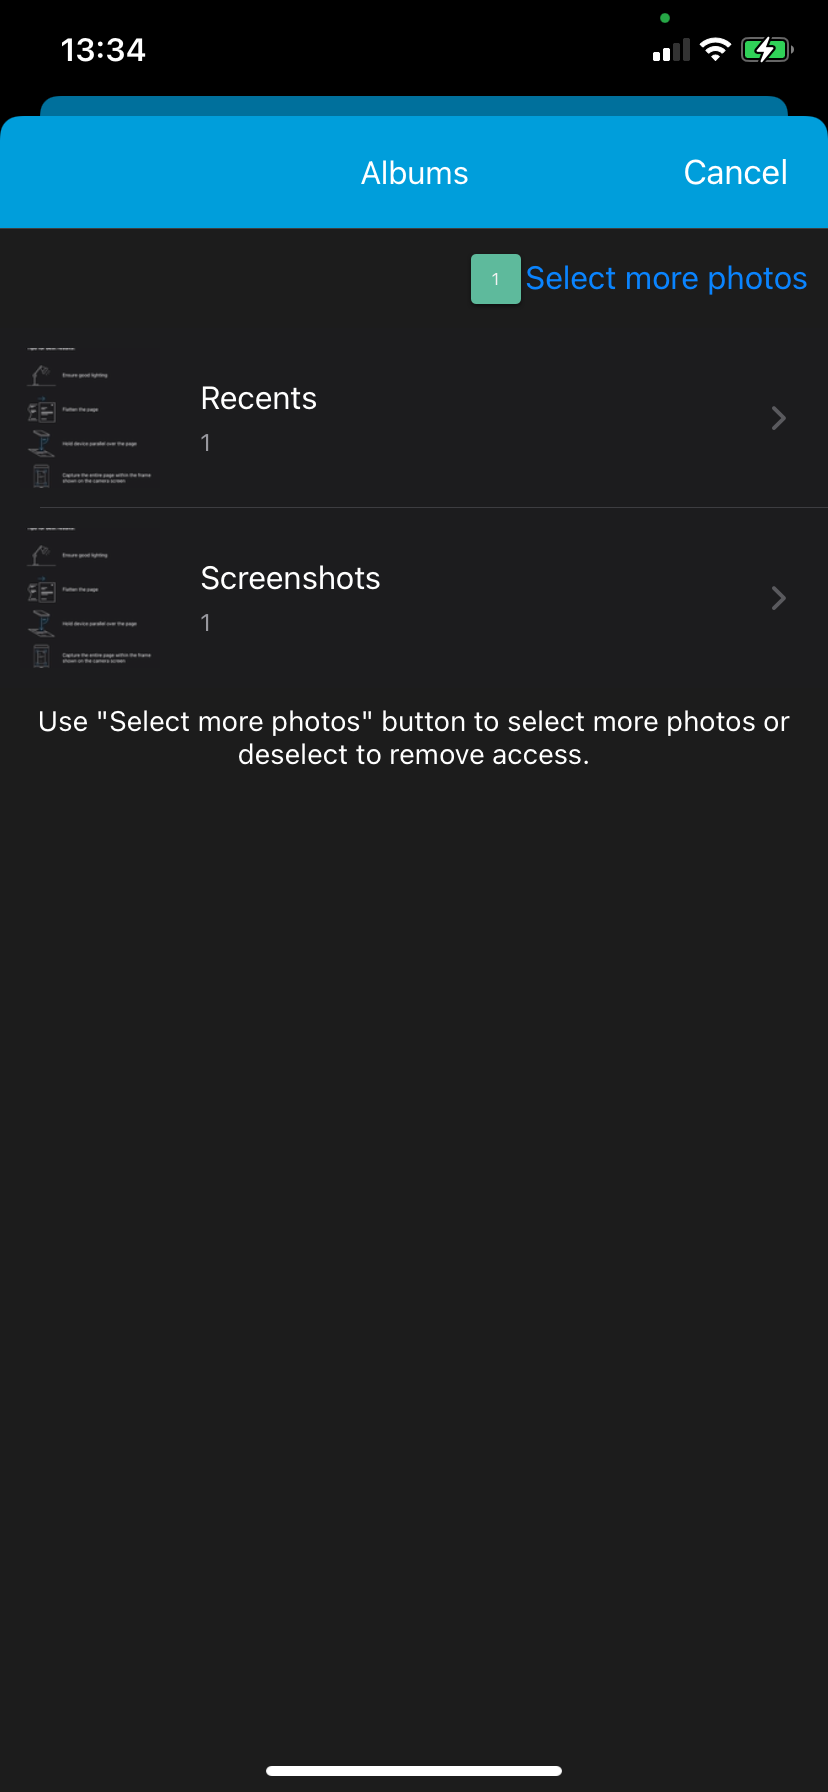 13:34
Albums
Cancel
1
Select more photos
Ensure good lighting
Flatten the page
Hold device parallel over the page
Capture the entire page within the frame
shown on the camera screen
Recents
1
Ensure good lighting
Flatten the page
Hold device parallel over the page
Capture the entire page within the frame
shown on the camera screen
Screenshots
1
Use "Select more photos" button to select more photos or
deselect to remove access.